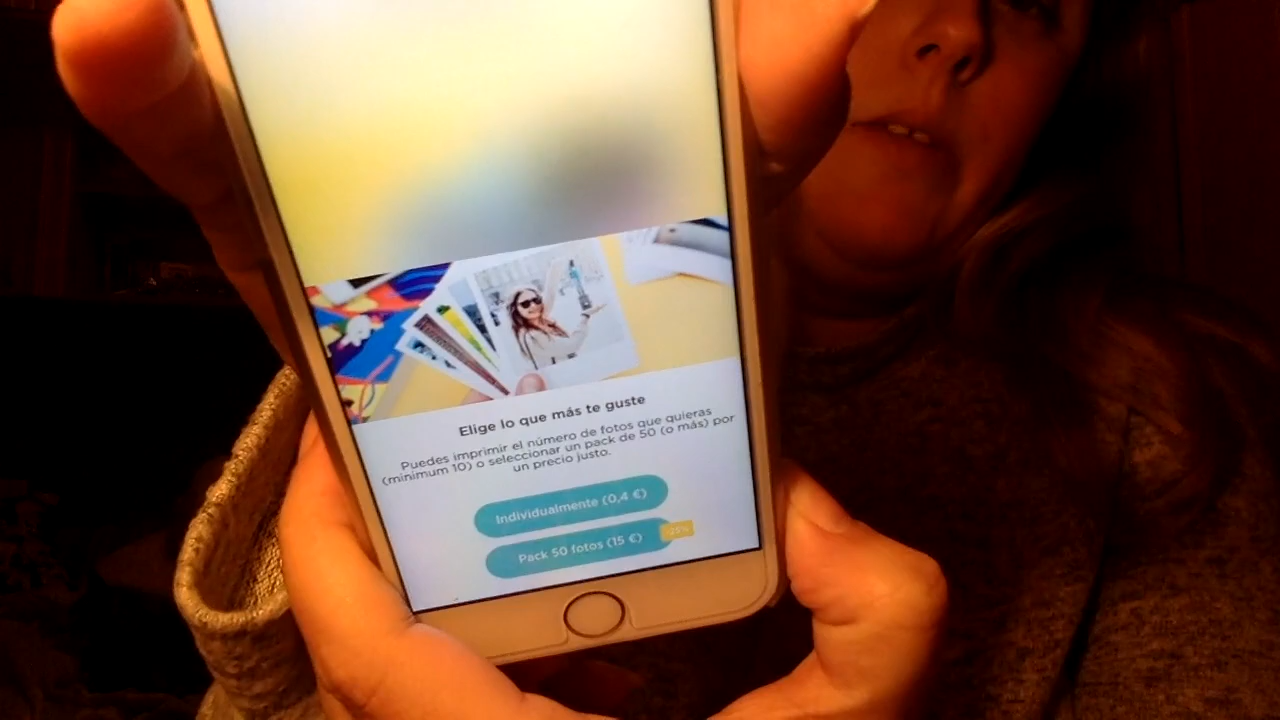 Elige lo que más te guste
Puedes imprimir el número de fotos que quieras
(minimum 10) o seleccionar un pack de 50 (o más) por
un precio justo.
Individualmente (0,4 €)
Pack 50 fotos (15 €)
-25%